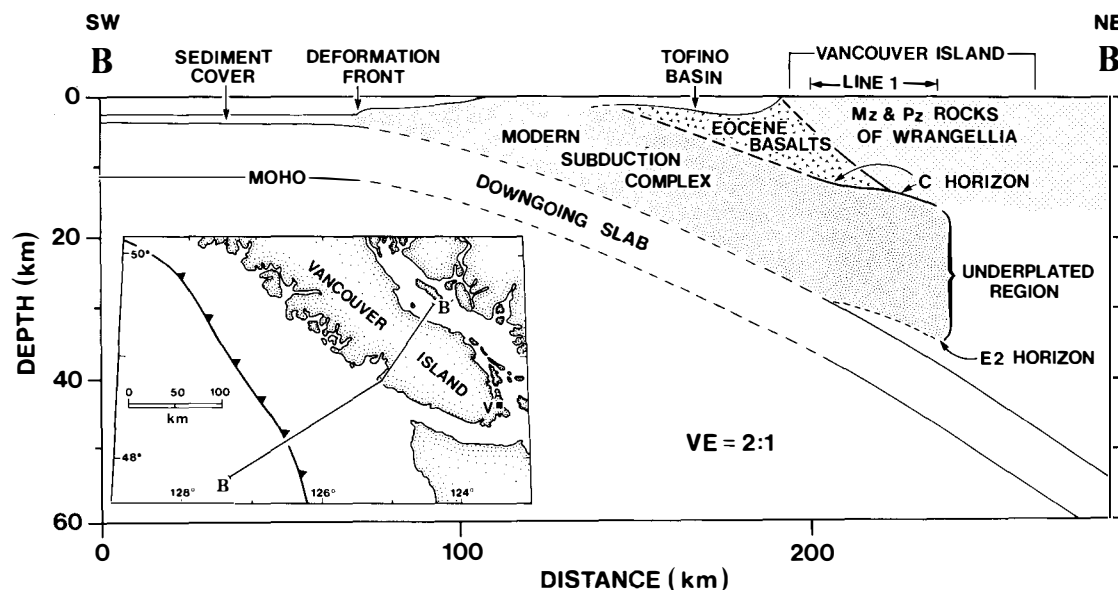 SW
NE
B
B
SEDIMENT
COVER
DEFORMATION
FRONT
TOFINO
BASIN
VANCOUVER ISLAND
LINE 1
0
20
40
60
DEPTH (km)
MODERN
SUBDUCTION
COMPLEX
EOCENE
BASALTS
Mz & Pz ROCKS
OF WRANGELLIA
C HORIZON
MOHO
DOWNGOING SLAB
UNDERPLATED
REGION
E2 HORIZON
VE = 2:1
50°
48°
VANCOUVER
ISLAND
B'
V
0 50 100
km
B
128°
126°
124°
0
100
200
DISTANCE (km)